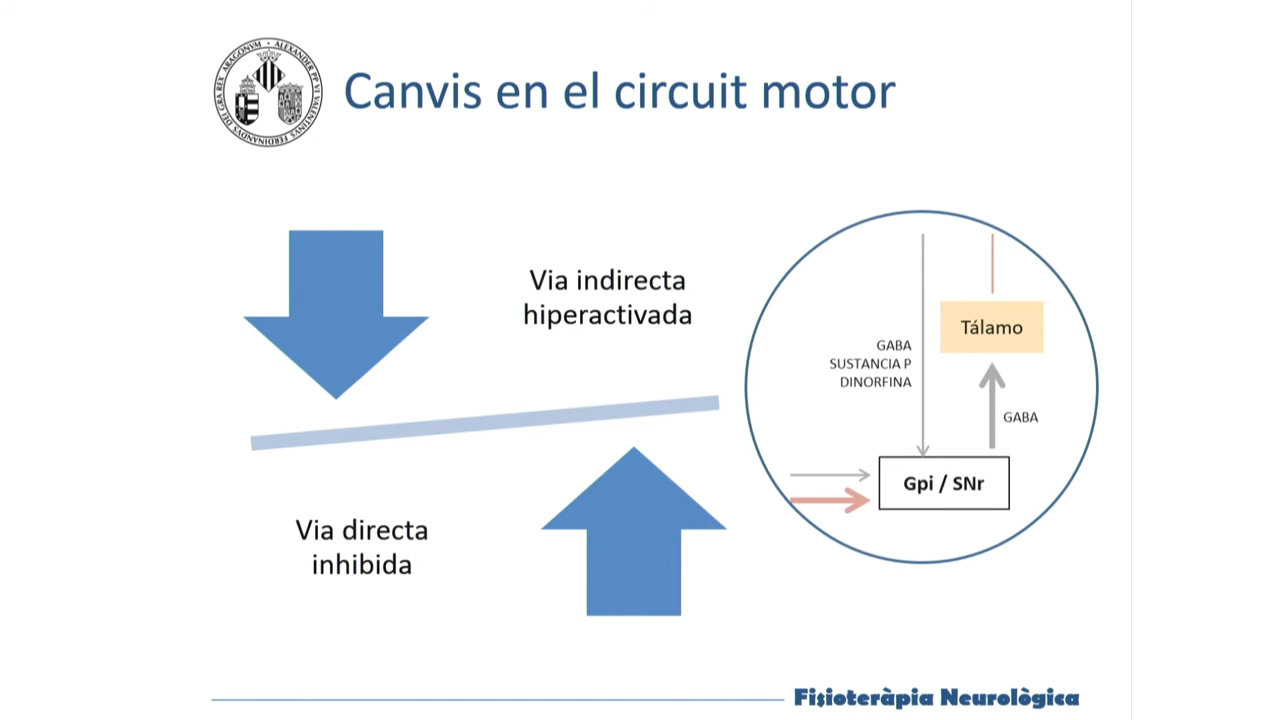 Canvis en el circuit motor
Via indirecta
hiperactivada
Via directa
inhibida
GABA
SUSTANCIA P
DINORFINA
Tálamo
GABA
Gpi / SNr
Fisioteràpia Neurològica